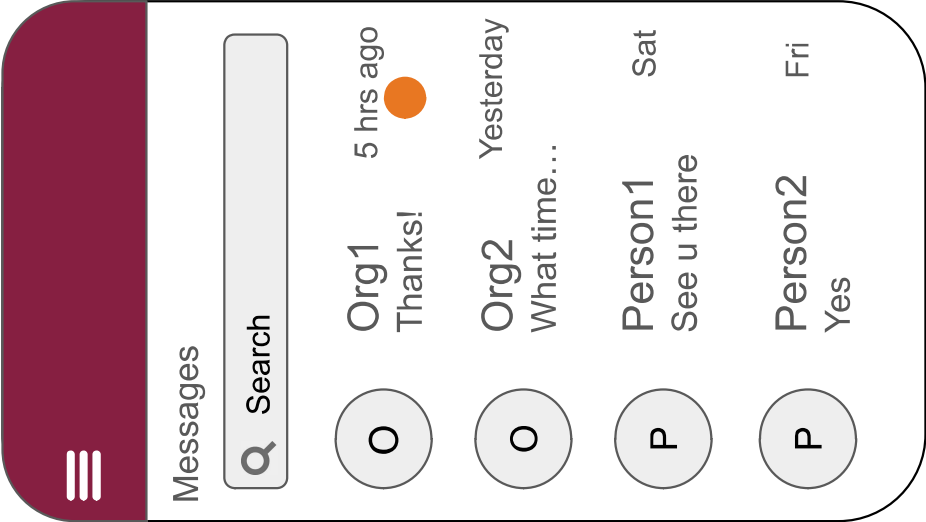 Messages
Search
O
Org1
5 hrs ago
Thanks!
O
Org2
Yesterday
What time…
P
Person1
Sat
See u there
P
Person2
Fri
Yes